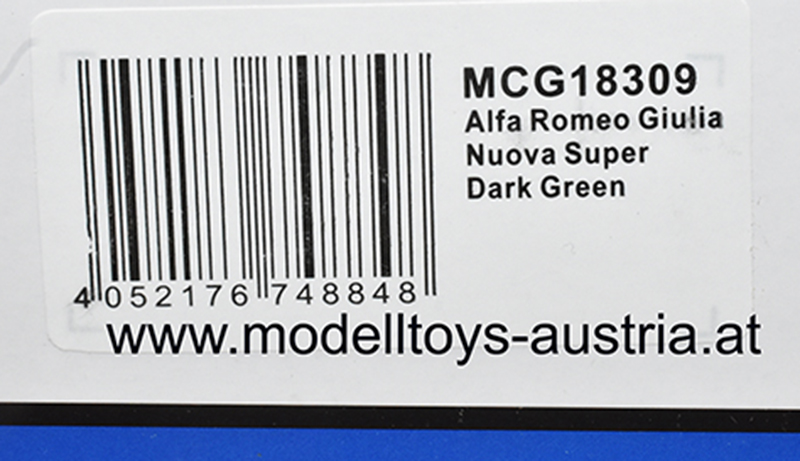 MCG18309
Alfa Romeo Giulia
Nuova Super
Dark Green
4 052176 748848
www.modelltoys-austria.at